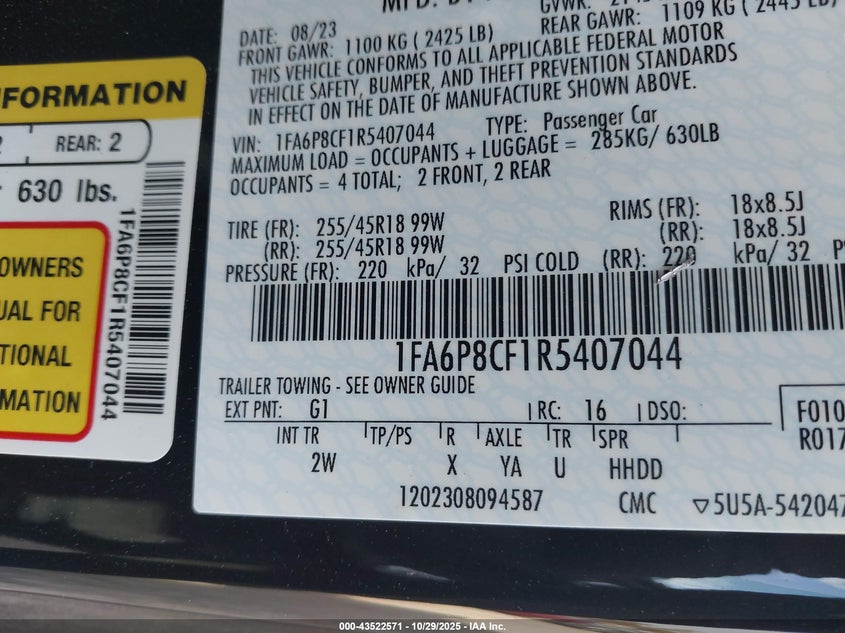 NFORMATION
REAR: 2
630 lbs.
OWNERS
UAL FOR
TIONAL
MATION
1FA6P8CF1R5407044
DATE: 08/23
FRONT GAWR: 1100 KG ( 2425 LB)
REAR GAWR: 1109 KG ( 2445 LB)
THIS VEHICLE CONFORMS TO ALL APPLICABLE FEDERAL MOTOR
VEHICLE SAFETY, BUMPER, AND THEFT PREVENTION STANDARDS
IN EFFECT ON THE DATE OF MANUFACTURE SHOWN ABOVE.
VIN: 1FA6P8CF1R5407044 TYPE: Passenger Car
MAXIMUM LOAD = OCCUPANTS + LUGGAGE = 285KG/ 630LB
OCCUPANTS = 4 TOTAL; 2 FRONT, 2 REAR
TIRE (FR): 255/45R18 99W RIMS (FR): 18x8.5J
(RR): 255/45R18 99W (RR): 18x8.5J
PRESSURE (FR): 220 kPa/ 32 PSI COLD (RR): 220 kPa/ 32
1FA6P8CF1R5407044
TRAILER TOWING - SEE OWNER GUIDE
EXT PNT: G1 RC: 16 DSO:
F010
R017
INT TR TP/PS R AXLE TR SPR
2W X YA U HHDD
1202308094587 CMC ▽5U5A-542047
000-43522571 - 10/29/2025 - IAA Inc.